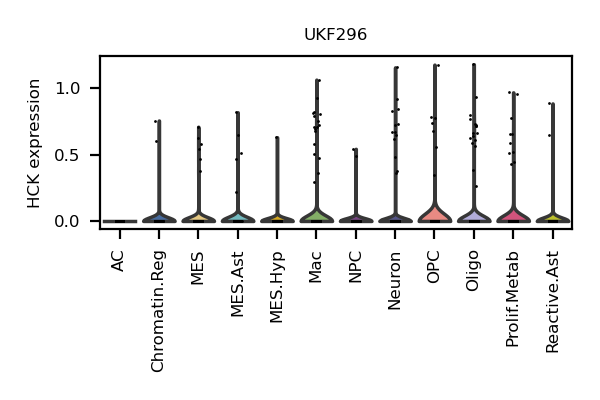 UKF296
HCK expression
1.0
0.5
0.0
AC
Chromatin.Reg
MES
MES.Ast
MES.Hyp
Mac
NPC
Neuron
OPC
Oligo
Prolif.Metab
Reactive.Ast